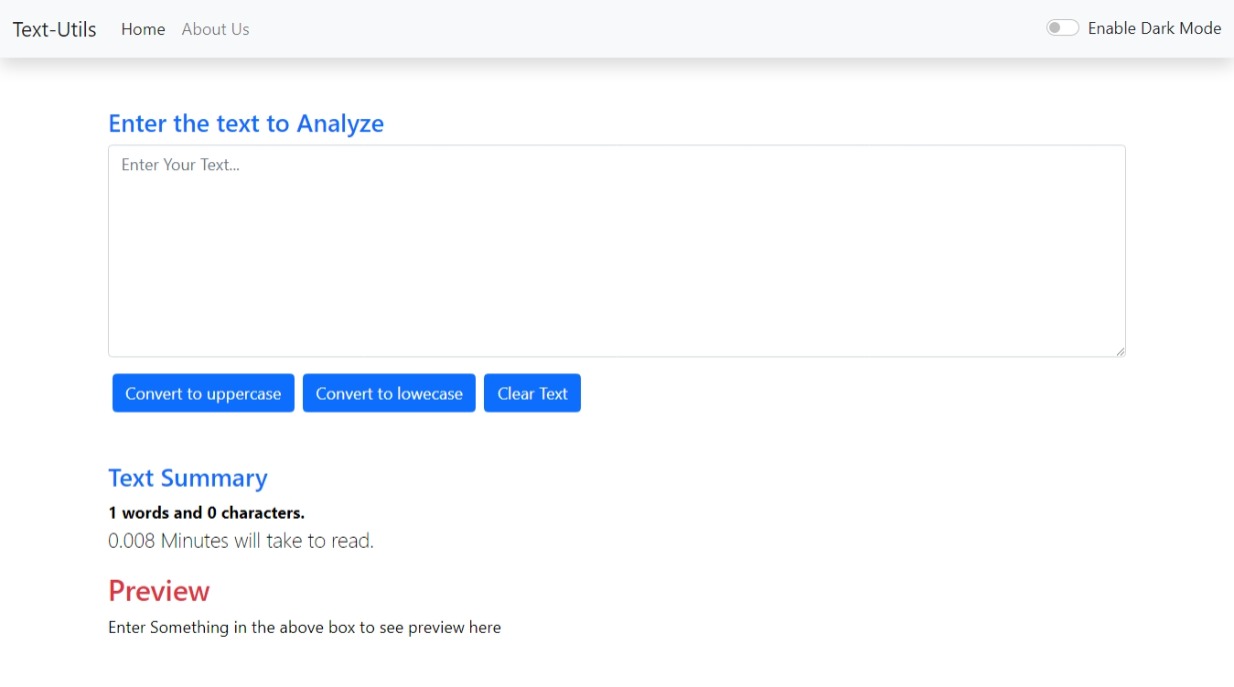 Text-Utils Home About Us Enable Dark Mode
Enter the text to Analyze
Enter Your Text...
Convert to uppercase Convert to lowecase Clear Text
Text Summary
1 words and 0 characters.
0.008 Minutes will take to read.
Preview
Enter Something in the above box to see preview here